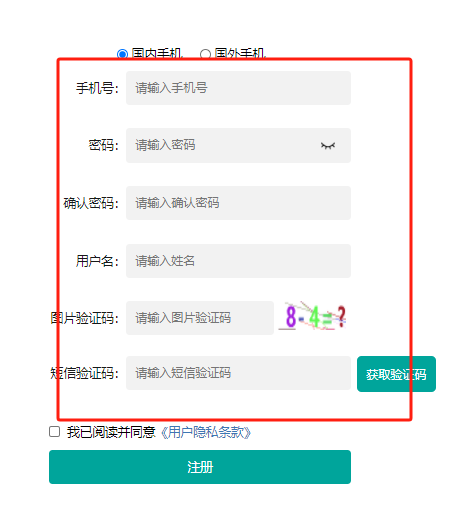 国内手机 国外手机
手机号： 请输入手机号
密码： 请输入密码
确认密码： 请输入确认密码
用户名： 请输入姓名
图片验证码： 请输入图片验证码 8-4=?
短信验证码： 请输入短信验证码 获取验证码
我已阅读并同意《用户隐私条款》
注册